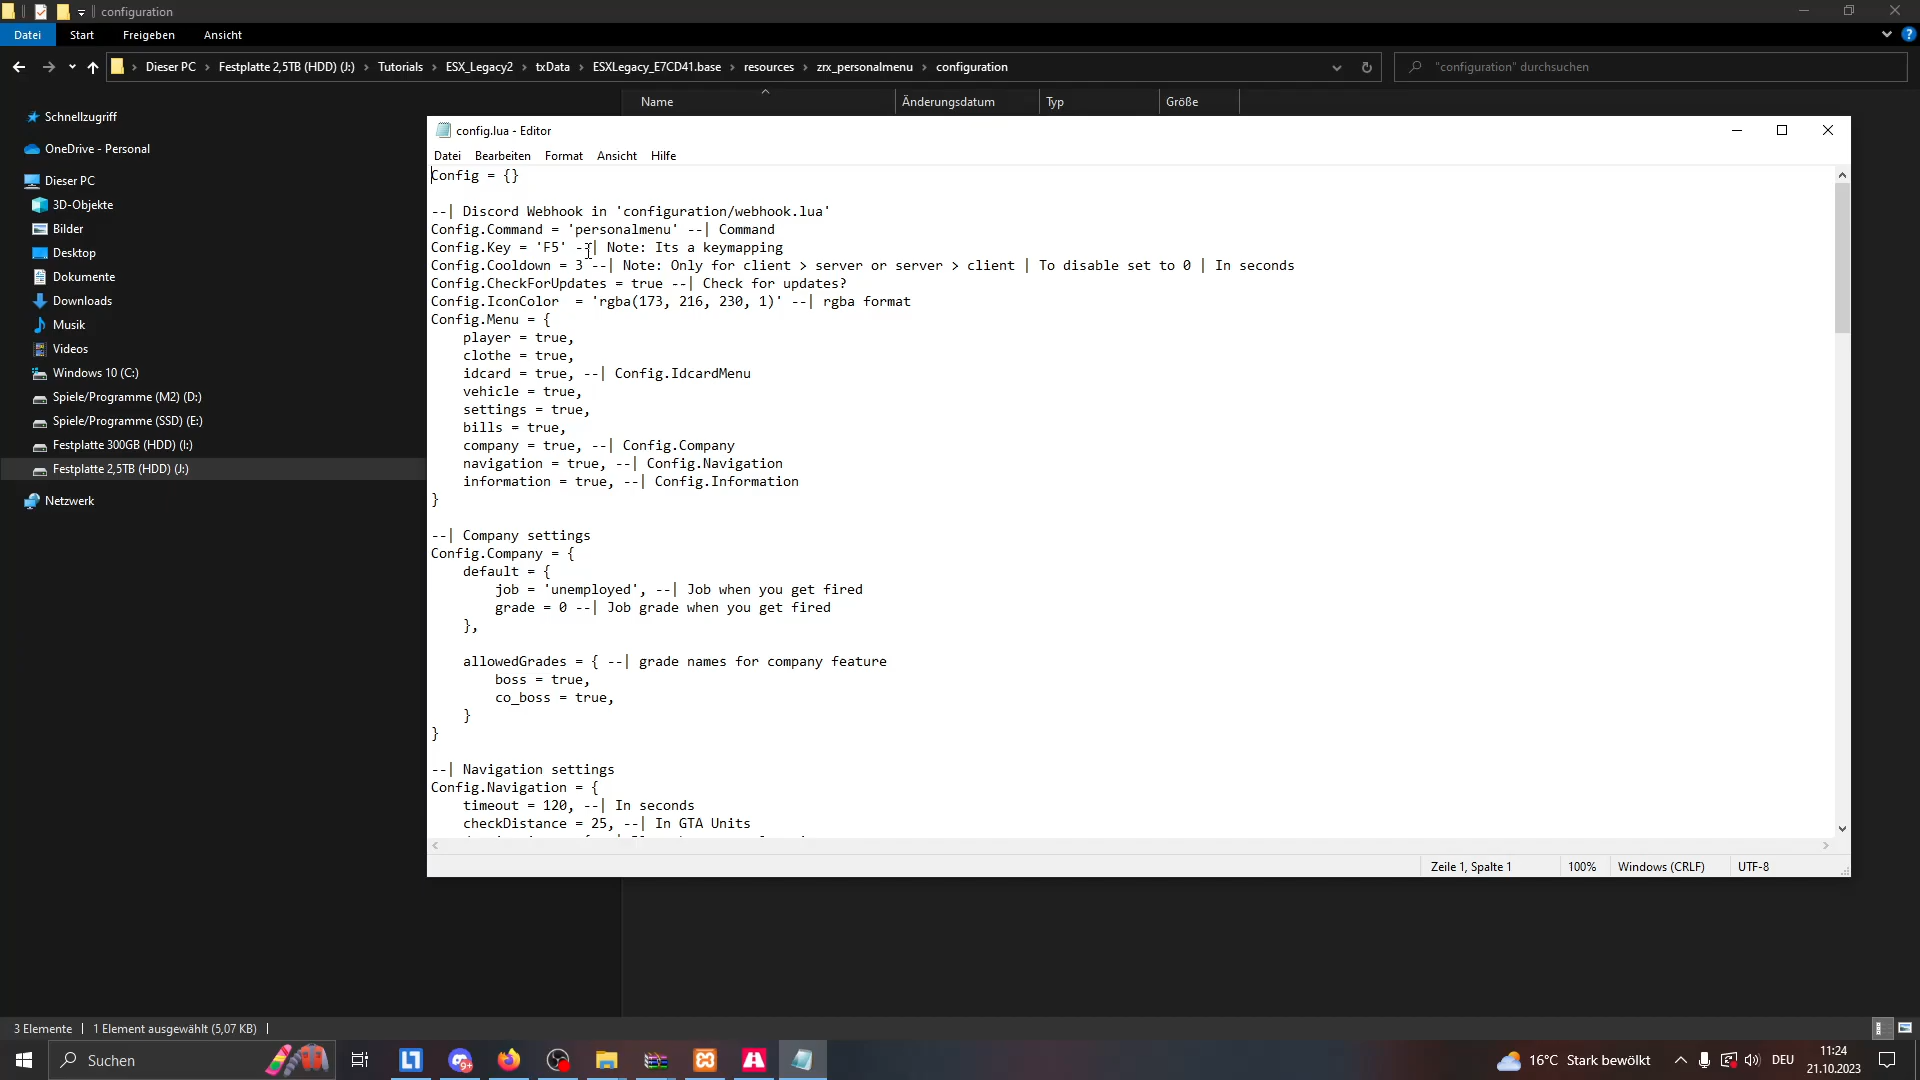 configuration
Datei Start Freigeben Ansicht
Dieser PC › Festplatte 2,5TB (HDD) (J:) › Tutorials › ESX_Legacy2 › txData › ESXLegacy_E7CD41.base › resources › zrx_personalmenu › configuration
"configuration" durchsuchen
Name Änderungsdatum Typ Größe
Schnellzugriff
OneDrive - Personal
Dieser PC
3D-Objekte
Bilder
Desktop
Dokumente
Downloads
Musik
Videos
Windows 10 (C:)
Spiele/Programme (M2) (D:)
Spiele/Programme (SSD) (E:)
Festplatte 300GB (HDD) (I:)
Festplatte 2,5TB (HDD) (J:)
Netzwerk
config.lua - Editor
Datei Bearbeiten Format Ansicht Hilfe
Config = {}
--| Discord Webhook in 'configuration/webhook.lua'
Config.Command = 'personalmenu' --| Command
Config.Key = 'F5' --| Note: Its a keymapping
Config.Cooldown = 3 --| Note: Only for client > server or server > client | To disable set to 0 | In seconds
Config.CheckForUpdates = true --| Check for updates?
Config.IconColor  = 'rgba(173, 216, 230, 1)' --| rgba format
Config.Menu = {
    player = true,
    clothe = true,
    idcard = true, --| Config.IdcardMenu
    vehicle = true,
    settings = true,
    bills = true,
    company = true, --| Config.Company
    navigation = true, --| Config.Navigation
    information = true, --| Config.Information
}
--| Company settings
Config.Company = {
    default = {
        job = 'unemployed', --| Job when you get fired
        grade = 0 --| Job grade when you get fired
    },
    allowedGrades = { --| grade names for company feature
        boss = true,
        co_boss = true,
    }
}
--| Navigation settings
Config.Navigation = {
    timeout = 120, --| In seconds
    checkDistance = 25, --| In GTA Units
Zeile 1, Spalte 1 100% Windows (CRLF) UTF-8
3 Elemente 1 Element ausgewählt (5,07 KB)
Suchen
9+
16°C Stark bewölkt DEU 11:24
21.10.2023